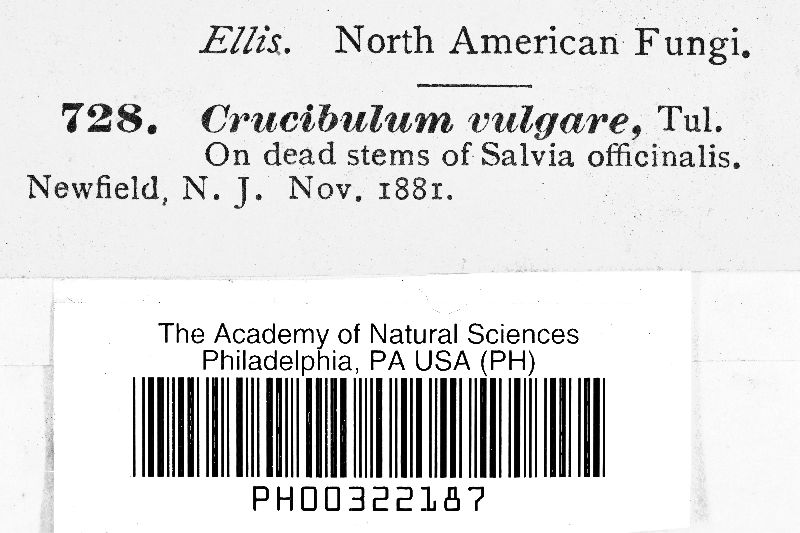 Ellis. North American Fungi.
728. Crucibulum vulgare, Tul.
On dead stems of Salvia officinalis.
Newfield, N. J. Nov. 1881.
The Academy of Natural Sciences
Philadelphia, PA USA (PH)
PH00322187